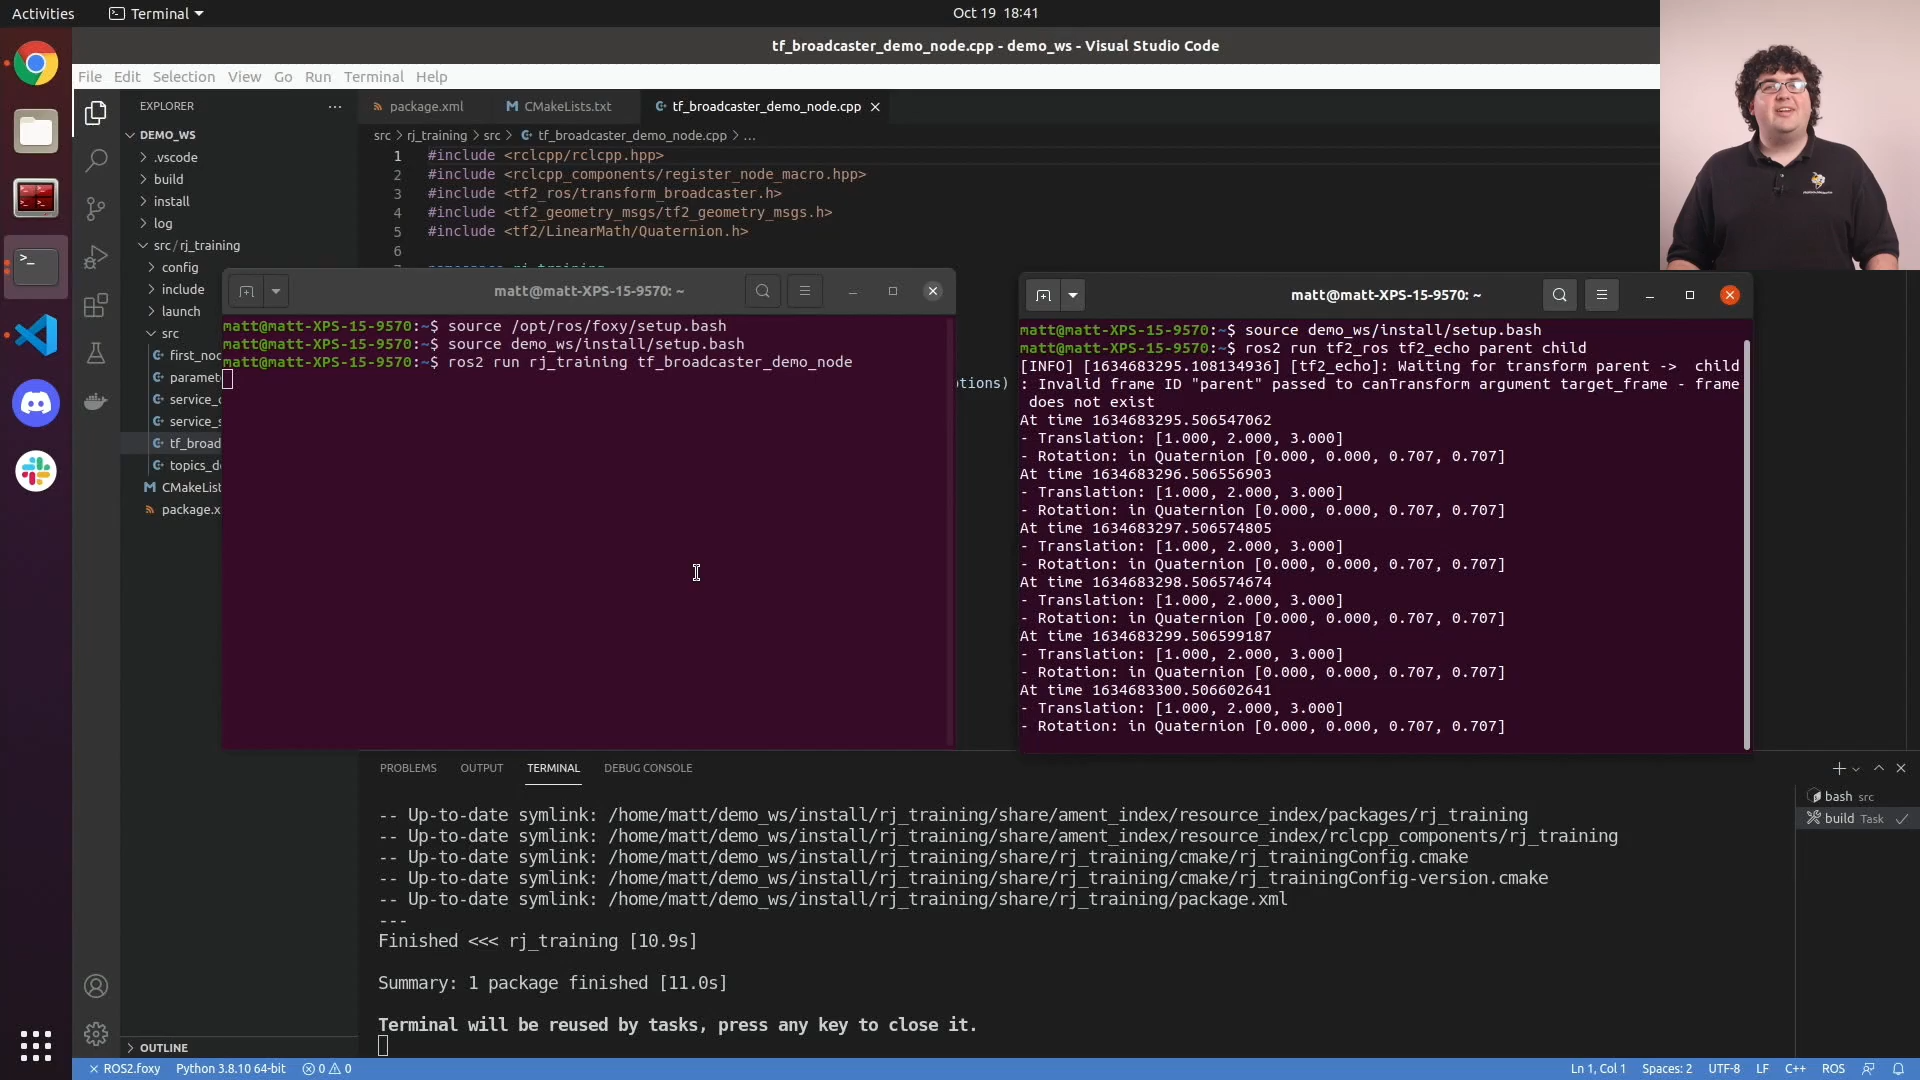 Activities
Terminal
Oct 19 18:41
tf_broadcaster_demo_node.cpp - demo_ws - Visual Studio Code
File Edit Selection View Go Run Terminal Help
EXPLORER
package.xml
CMakeLists.txt
tf_broadcaster_demo_node.cpp
DEMO_WS
.vscode
build
install
log
src/rj_training
config
include
launch
src
first_nod
paramet
service_c
service_s
tf_broad
topics_d
CMakeList
package.x
OUTLINE
src > rj_training > src > tf_broadcaster_demo_node.cpp > ...
1 #include <rclcpp/rclcpp.hpp>
2 #include <rclcpp_components/register_node_macro.hpp>
3 #include <tf2_ros/transform_broadcaster.h>
4 #include <tf2_geometry_msgs/tf2_geometry_msgs.h>
5 #include <tf2/LinearMath/Quaternion.h>
6
ptions)
matt@matt-XPS-15-9570: ~
matt@matt-XPS-15-9570:~$ source /opt/ros/foxy/setup.bash
matt@matt-XPS-15-9570:~$ source demo_ws/install/setup.bash
matt@matt-XPS-15-9570:~$ ros2 run rj_training tf_broadcaster_demo_node
matt@matt-XPS-15-9570: ~
matt@matt-XPS-15-9570:~$ source demo_ws/install/setup.bash
matt@matt-XPS-15-9570:~$ ros2 run tf2_ros tf2_echo parent child
[INFO] [1634683295.108134936] [tf2_echo]: Waiting for transform parent -> child
: Invalid frame ID "parent" passed to canTransform argument target_frame - frame
does not exist
At time 1634683295.506547062
- Translation: [1.000, 2.000, 3.000]
- Rotation: in Quaternion [0.000, 0.000, 0.707, 0.707]
At time 1634683296.506556903
- Translation: [1.000, 2.000, 3.000]
- Rotation: in Quaternion [0.000, 0.000, 0.707, 0.707]
At time 1634683297.506574805
- Translation: [1.000, 2.000, 3.000]
- Rotation: in Quaternion [0.000, 0.000, 0.707, 0.707]
At time 1634683298.506574674
- Translation: [1.000, 2.000, 3.000]
- Rotation: in Quaternion [0.000, 0.000, 0.707, 0.707]
At time 1634683299.506599187
- Translation: [1.000, 2.000, 3.000]
- Rotation: in Quaternion [0.000, 0.000, 0.707, 0.707]
At time 1634683300.506602641
- Translation: [1.000, 2.000, 3.000]
- Rotation: in Quaternion [0.000, 0.000, 0.707, 0.707]
PROBLEMS OUTPUT TERMINAL DEBUG CONSOLE
-- Up-to-date symlink: /home/matt/demo_ws/install/rj_training/share/ament_index/resource_index/packages/rj_training
-- Up-to-date symlink: /home/matt/demo_ws/install/rj_training/share/ament_index/resource_index/rclcpp_components/rj_training
-- Up-to-date symlink: /home/matt/demo_ws/install/rj_training/share/rj_training/cmake/rj_trainingConfig.cmake
-- Up-to-date symlink: /home/matt/demo_ws/install/rj_training/share/rj_training/cmake/rj_trainingConfig-version.cmake
-- Up-to-date symlink: /home/matt/demo_ws/install/rj_training/share/rj_training/package.xml
---
Finished <<< rj_training [10.9s]
Summary: 1 package finished [11.0s]
Terminal will be reused by tasks, press any key to close it.
bash src
build Task
ROS2.foxy
Python 3.8.10 64-bit
0 0
Ln 1, Col 1
Spaces: 2
UTF-8
LF
C++
ROS